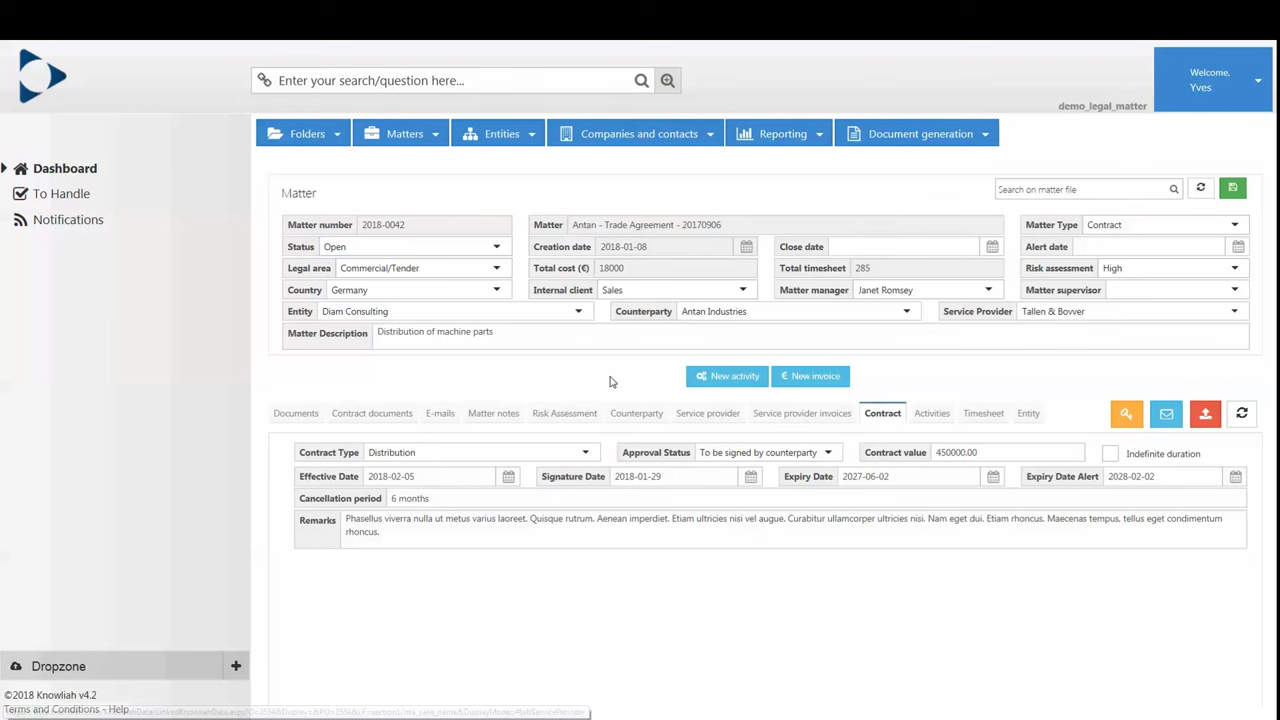 Enter your search/question here...
Welcome,
Yves
demo_legal_matter
Folders Matters Entities Companies and contacts Reporting Document generation
Dashboard
To Handle
Notifications
Matter
Search on matter file
Matter number 2018-0042 Matter Antan - Trade Agreement - 20170906 Matter Type Contract
Status Open Creation date 2018-01-08 Close date Alert date
Legal area Commercial/Tender Total cost (€) 18000 Total timesheet 285 Risk assessment High
Country Germany Internal client Sales Matter manager Janet Romsey Matter supervisor
Entity Diam Consulting Counterparty Antan Industries Service Provider Tallen & Bovver
Matter Description Distribution of machine parts
New activity € New invoice
Documents Contract documents E-mails Matter notes Risk Assessment Counterparty Service provider Service provider invoices Contract Activities Timesheet Entity
Contract Type Distribution Approval Status To be signed by counterparty Contract value 450000.00 Indefinite duration
Effective Date 2018-02-05 Signature Date 2018-01-29 Expiry Date 2027-06-02 Expiry Date Alert 2028-02-02
Cancellation period 6 months
Remarks Phasellus viverra nulla ut metus varius laoreet. Quisque rutrum. Aenean imperdiet. Etiam ultricies nisi vel augue. Curabitur ullamcorper ultricies nisi. Nam eget dui. Etiam rhoncus. Maecenas tempus, tellus eget condimentum
rhoncus.
Dropzone
©2018 Knowliah v4.2
Terms and Conditions - Help